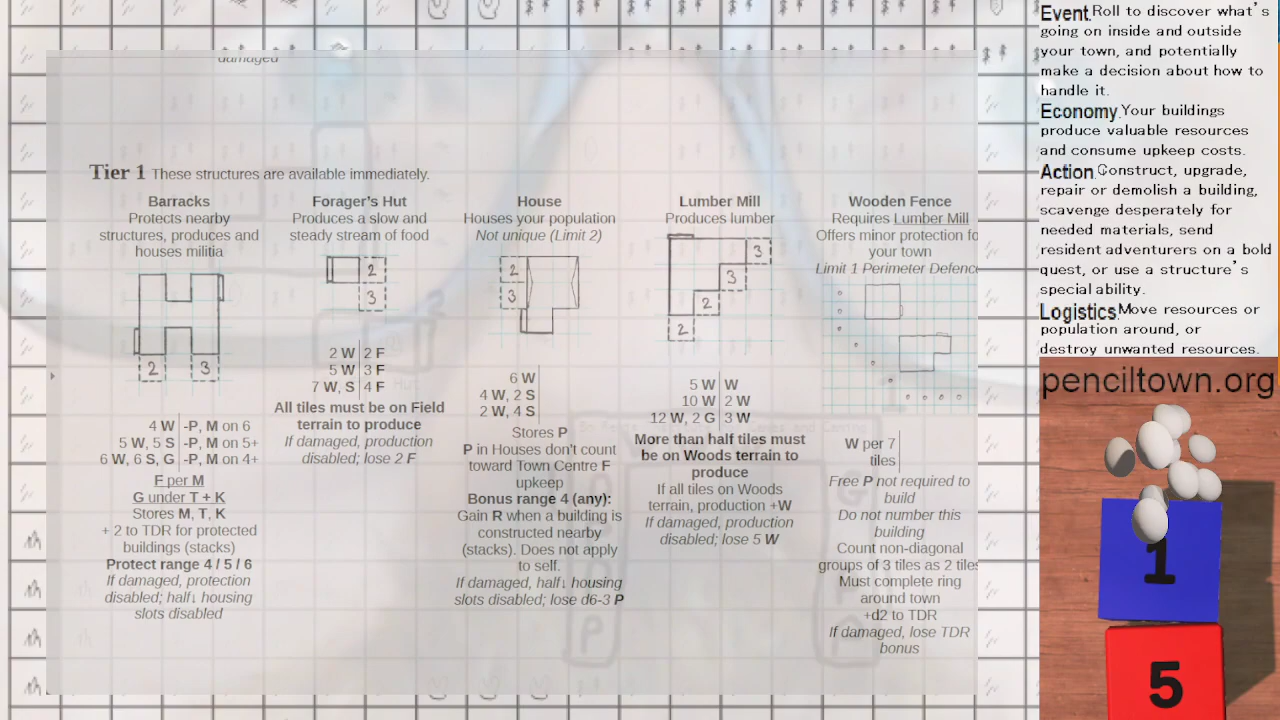 damaged
Tier 1 These structures are available immediately.
Barracks
Protects nearby
structures, produces and
houses militia
2 3
4 W -P, M on 6
5 W, 5 S -P, M on 5+
6 W, 6 S, G -P, M on 4+
F per M
G under T + K
Stores M, T, K
+ 2 to TDR for protected
buildings (stacks)
Protect range 4 / 5 / 6
If damaged, protection
disabled; half↓ housing
slots disabled
Forager's Hut
Produces a slow and
steady stream of food
2
3
2 W 2 F
5 W 3 F
7 W, S 4 F
All tiles must be on Field
terrain to produce
If damaged, production
disabled; lose 2 F
House
Houses your population
Not unique (Limit 2)
2
3
6 W
4 W, 2 S
2 W, 4 S
Stores P
P in Houses don't count
toward Town Centre F
upkeep
Bonus range 4 (any):
Gain R when a building is
constructed nearby
(stacks). Does not apply
to self.
If damaged, half↓ housing
slots disabled; lose d6-3 P
Lumber Mill
Produces lumber
3
3
2
2
5 W W
10 W 2 W
12 W, 2 G 3 W
More than half tiles must
be on Woods terrain to
produce
If all tiles on Woods
terrain, production +W
If damaged, production
disabled; lose 5 W
Wooden Fence
Requires Lumber Mill
Offers minor protection fo
your town
Limit 1 Perimeter Defenc
W per 7
tiles
Free P not required to
build
Do not number this
building
Count non-diagonal
groups of 3 tiles as 2 tiles
Must complete ring
around town
+d2 to TDR
If damaged, lose TDR
bonus
Event. Roll to discover what's
going on inside and outside
your town, and potentially
make a decision about how to
handle it.
Economy. Your buildings
produce valuable resources
and consume upkeep costs.
Action. Construct, upgrade,
repair or demolish a building,
scavenge desperately for
needed materials, send
resident adventurers on a bold
quest, or use a structure's
special ability.
Logistics. Move resources or
population around, or
destroy unwanted resources.
penciltown.org
1
5